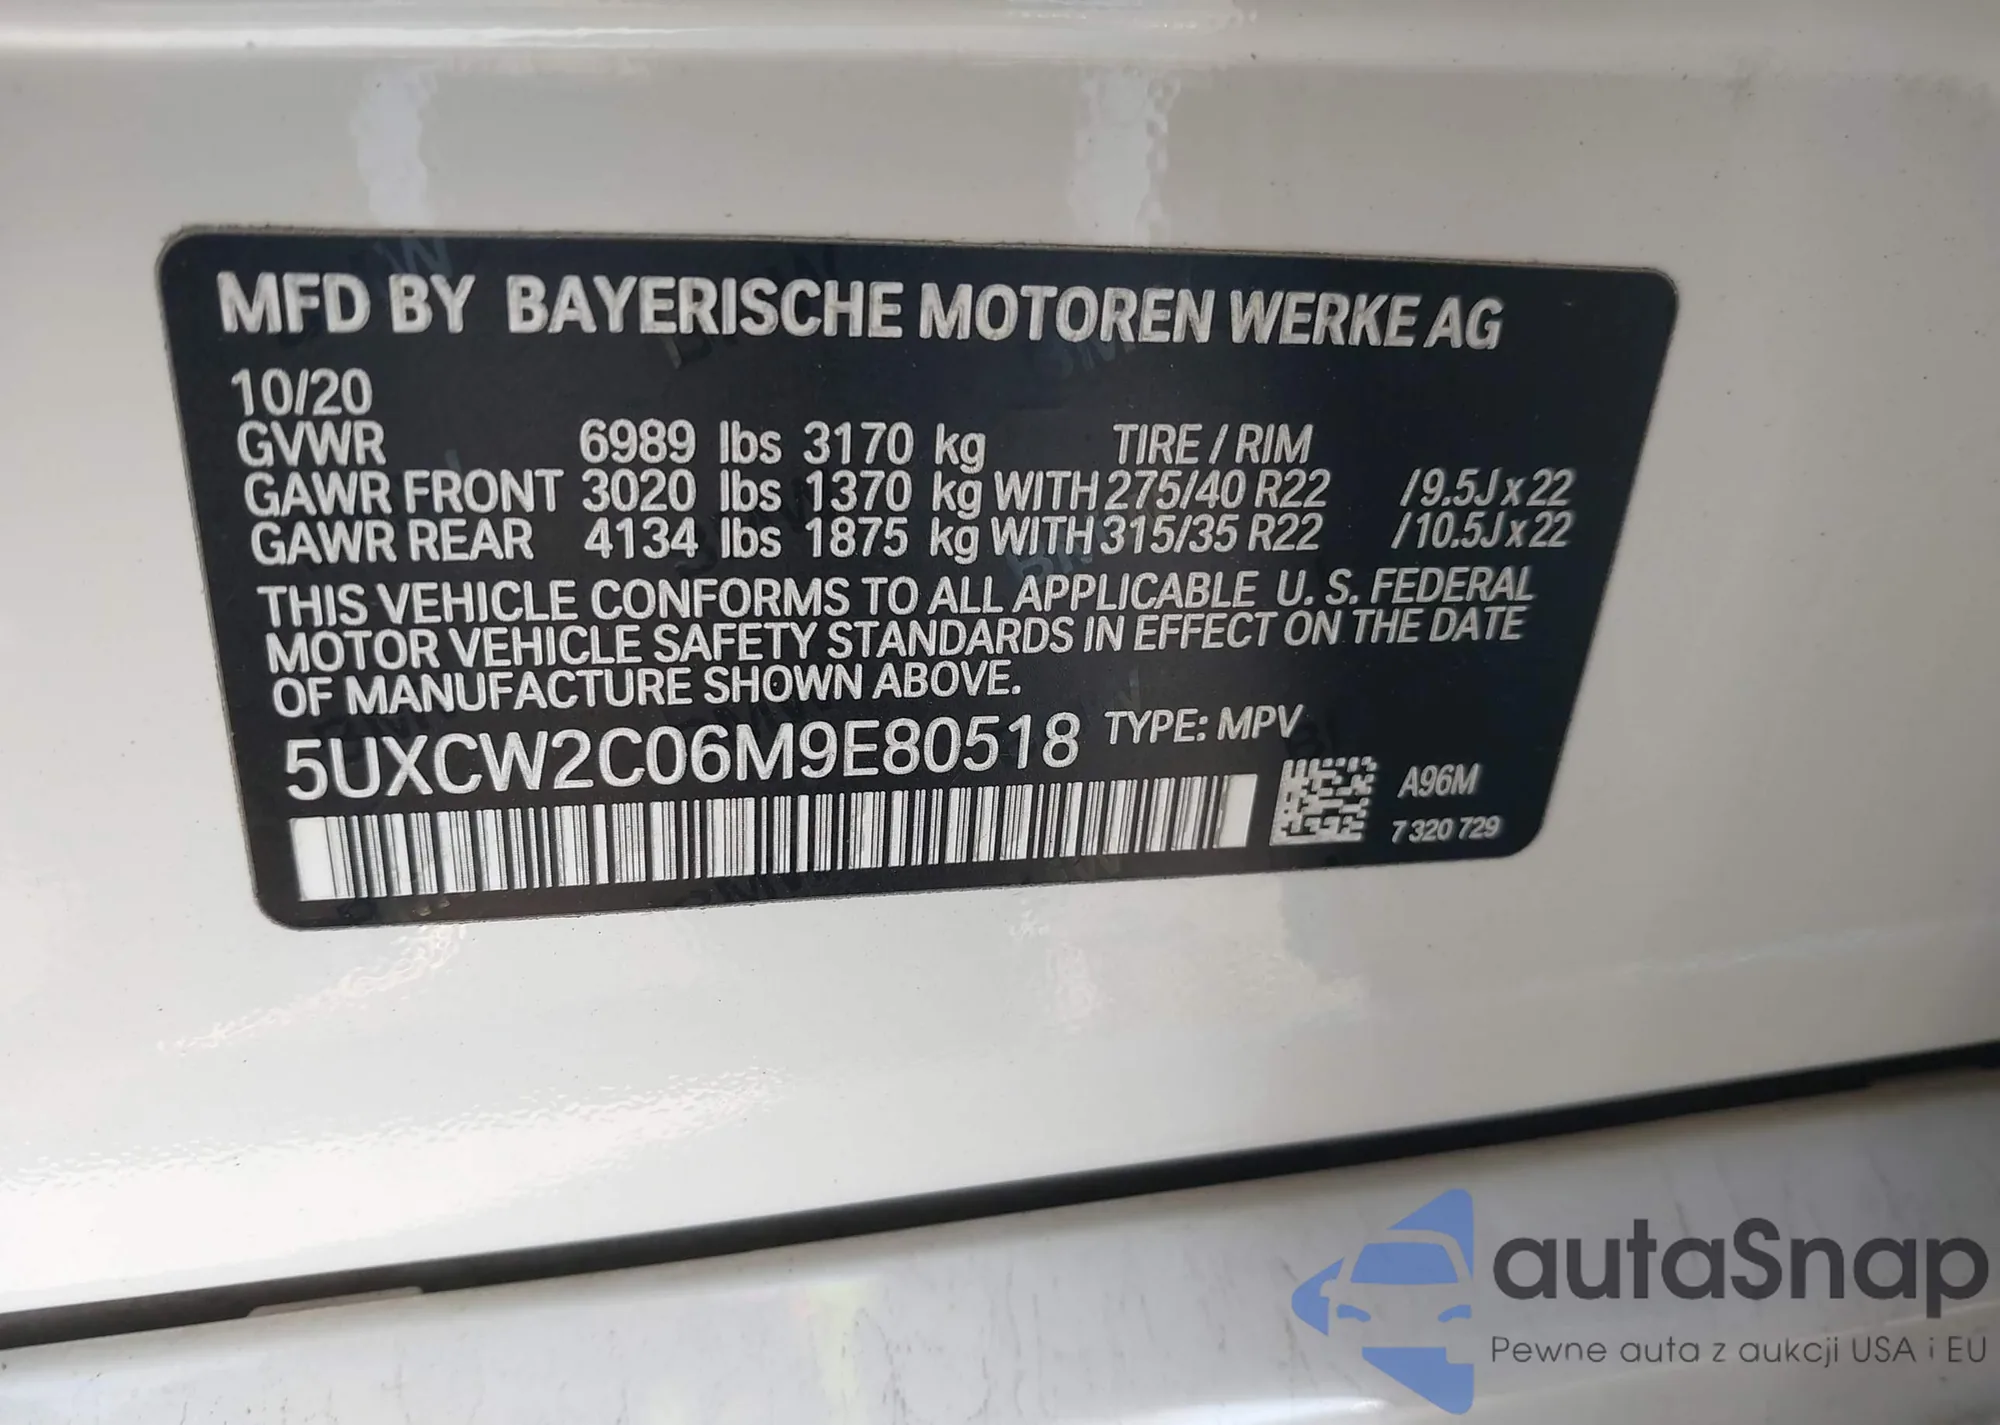 MFD BY BAYERISCHE MOTOREN WERKE AG
10/20
GVWR 6989 lbs 3170 kg TIRE / RIM
GAWR FRONT 3020 lbs 1370 kg WITH 275/40 R22 /9.5J x 22
GAWR REAR 4134 lbs 1875 kg WITH 315/35 R22 /10.5J x 22
THIS VEHICLE CONFORMS TO ALL APPLICABLE U. S. FEDERAL
MOTOR VEHICLE SAFETY STANDARDS IN EFFECT ON THE DATE
OF MANUFACTURE SHOWN ABOVE.
5UXCW2C06M9E80518 TYPE: MPV
A96M
7 320 729
autaSnap
Pewne auta z aukcji USA i EU